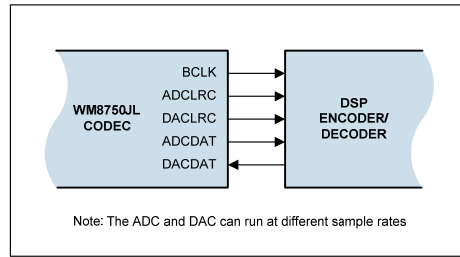 BCLK
ADCLRC
WM8750JL
CODEC
DACLRC
ADCDAT
DACDAT
DSP
ENCODER/
DECODER
Note: The ADC and DAC can run at different sample rates